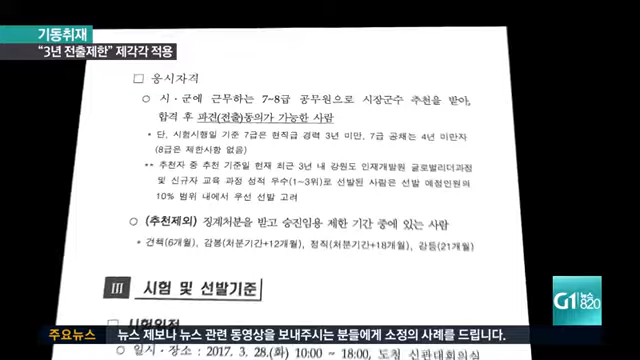 기동취재
“3년 전출제한” 제각각 적용
□ 응시자격
○ 시·군에 근무하는 7~8급 공무원으로 시장군수 추천을 받아,
합격 후 파견(전출)동의가 가능한 사람
* 단, 시험시행일 기준 7급은 현직급 경력 3년 미만, 7급 공채는 4년 미만자
(8급은 제한사항 없음)
** 추천자 중 추천 기준일 현재 최근 3년 내 강원도 인재개발원 글로벌리더과정
및 신규자 교육 과정 성적 우수(1~3위)로 선발된 사람은 선발 예정인원의
10% 범위 내에서 우선 선발 고려
○ (추천제외) 징계처분을 받고 승진임용 제한 기간 중에 있는 사람
* 견책(6개월), 감봉(처분기간+12개월), 정직(처분기간+18개월), 강등(21개월)
Ⅲ 시험 및 선발기준
□ 시험일정
○ 일시 : 2017. 3. 28.(화) 10:00 ~ 18:00, 도청 신관대회의실
G1 뉴스 820
주요뉴스 뉴스 제보나 뉴스 관련 동영상을 보내주시는 분들에게 소정의 사례를 드립니다.